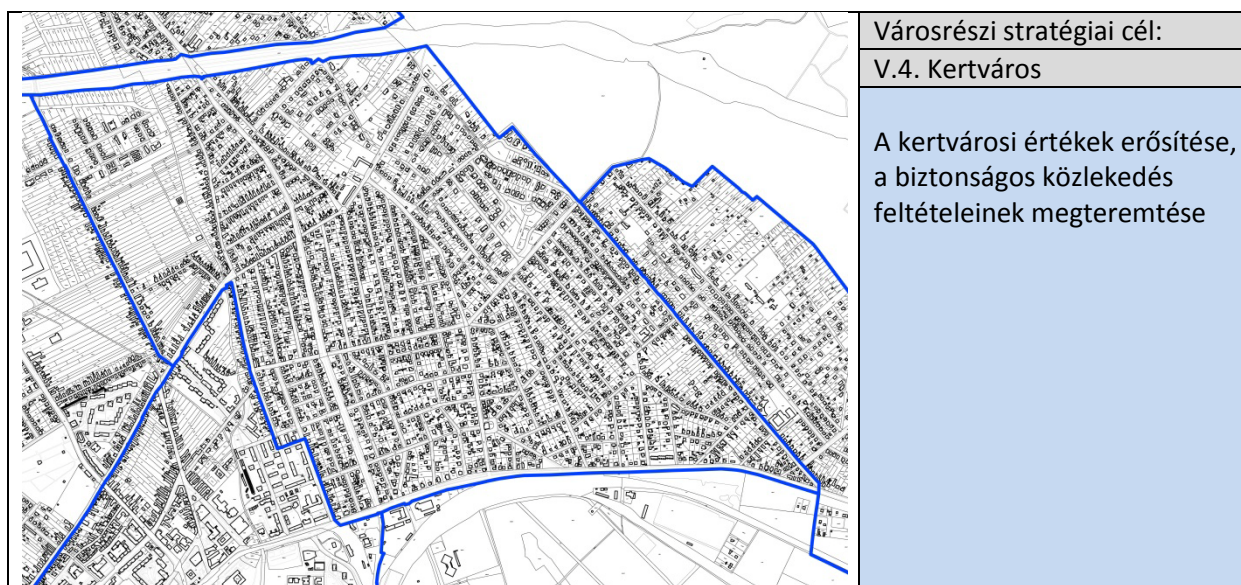 Városrészi stratégiai cél:
V.4. Kertváros
A kertvárosi értékek erősítése,
a biztonságos közlekedés
feltételeinek megteremtése